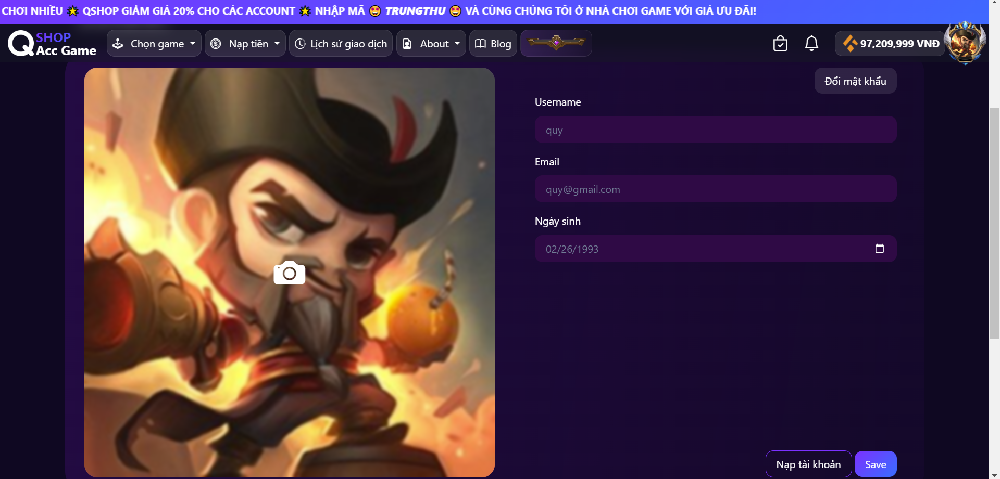 CHƠI NHIỀU 🌟 QSHOP GIẢM GIÁ 20% CHO CÁC ACCOUNT 🌟 NHẬP MÃ 🤩 TRUNGTHU 🤩 VÀ CÙNG CHÚNG TÔI Ở NHÀ CHƠI GAME VỚI GIÁ ƯU ĐÃI!
Q SHOP
Acc Game
Chọn game
Nạp tiền
Lịch sử giao dịch
About
Blog
97,209,999 VNĐ
Đổi mật khẩu
Username
quy
Email
quy@gmail.com
Ngày sinh
02/26/1993
Nạp tài khoản
Save